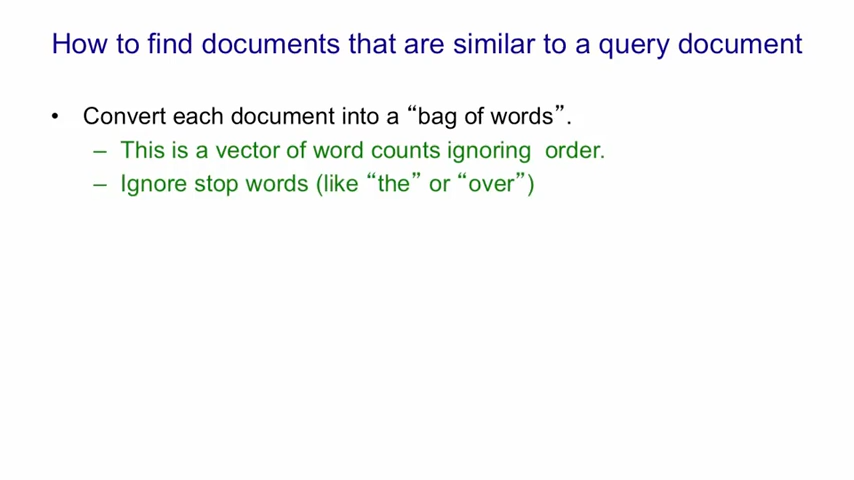 How to find documents that are similar to a query document
• Convert each document into a “bag of words”.
– This is a vector of word counts ignoring  order.
– Ignore stop words (like “the” or “over”)